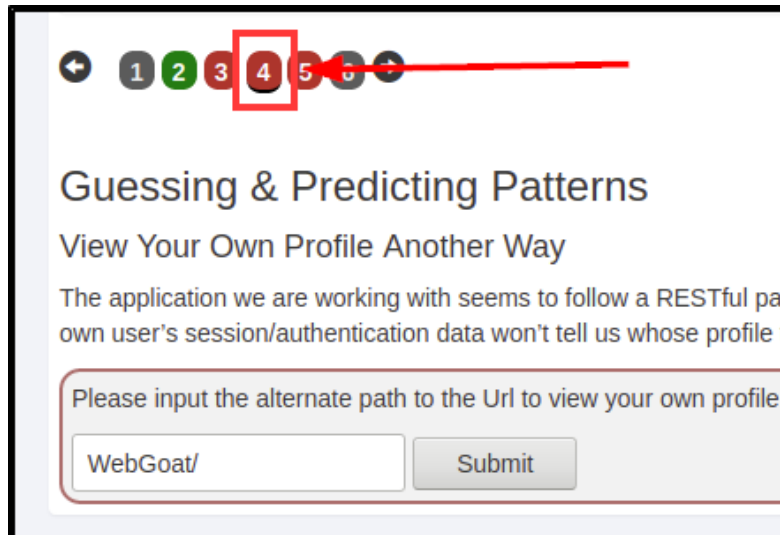 1 2 3 4 5 6
Guessing & Predicting Patterns
View Your Own Profile Another Way
The application we are working with seems to follow a RESTful pa
own user’s session/authentication data won’t tell us whose profile
Please input the alternate path to the Url to view your own profile
WebGoat/ Submit